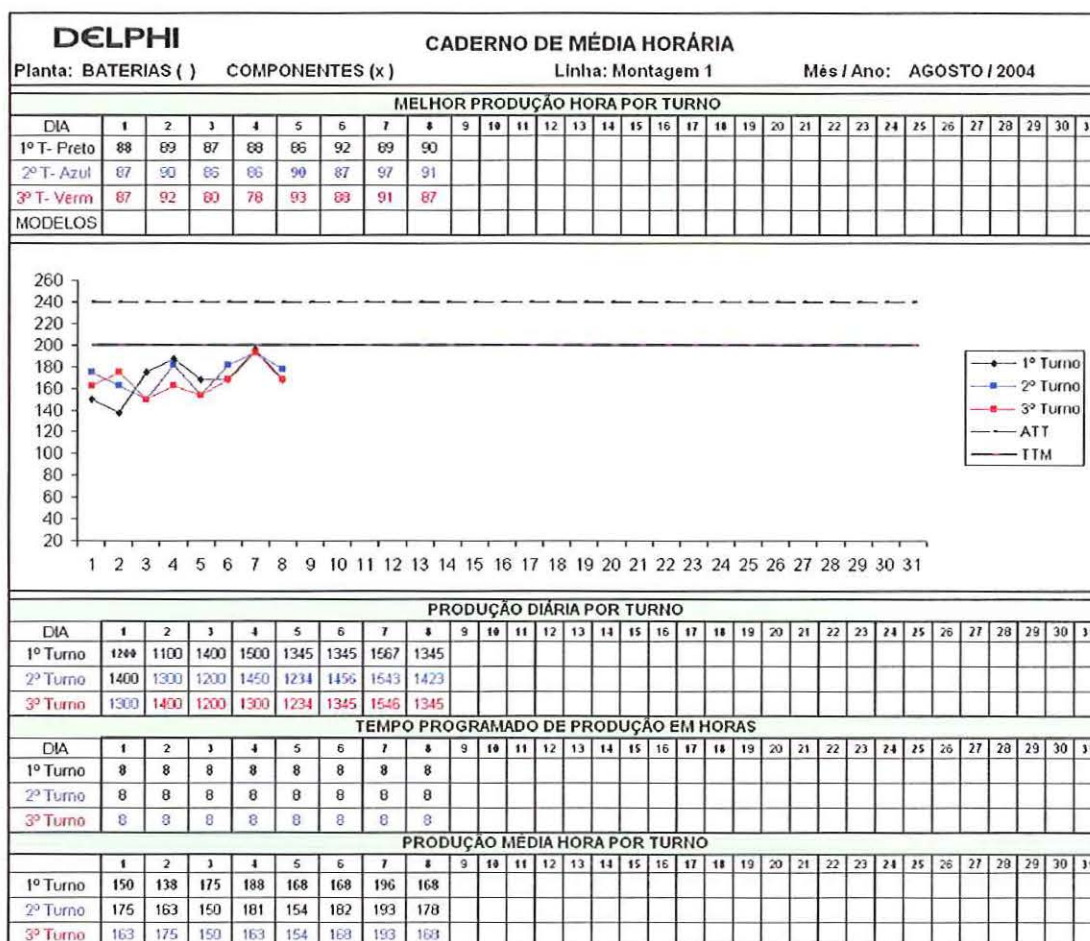 DELPHI
CADERNO DE MÉDIA HORÁRIA
Planta: BATERIAS ( ) COMPONENTES (x) Linha: Montagem 1 Mês / Ano: AGOSTO / 2004
MELHOR PRODUÇÃO HORA POR TURNO
DIA 1 2 3 4 5 6 7 8 9 10 11 12 13 14 15 16 17 18 19 20 21 22 23 24 25 26 27 28 29 30
1º T- Preto 88 89 87 88 86 92 89 90
2º T- Azul 87 90 86 86 90 87 97 91
3º T- Verm 87 92 80 78 93 88 91 87
MODELOS
260
240
220
200
180
160
140
120
100
80
60
40
20
1 2 3 4 5 6 7 8 9 10 11 12 13 14 15 16 17 18 19 20 21 22 23 24 25 26 27 28 29 30 31
1º Turno
2º Turno
3º Turno
ATT
TTM
PRODUÇÃO DIÁRIA POR TURNO
DIA 1 2 3 4 5 6 7 8 9 10 11 12 13 14 15 16 17 18 19 20 21 22 23 24 25 26 27 28 29 30
1º Turno 1200 1100 1400 1500 1345 1345 1567 1345
2º Turno 1400 1300 1200 1450 1234 1456 1543 1423
3º Turno 1300 1400 1200 1300 1234 1345 1546 1345
TEMPO PROGRAMADO DE PRODUÇÃO EM HORAS
DIA 1 2 3 4 5 6 7 8 9 10 11 12 13 14 15 16 17 18 19 20 21 22 23 24 25 26 27 28 29 30
1º Turno 8 8 8 8 8 8 8 8
2º Turno 8 8 8 8 8 8 8 8
3º Turno 8 8 8 8 8 8 8 8
PRODUÇÃO MÉDIA HORA POR TURNO
1 2 3 4 5 6 7 8 9 10 11 12 13 14 15 16 17 18 19 20 21 22 23 24 25 26 27 28 29 30
1º Turno 150 138 175 188 168 168 196 168
2º Turno 175 163 150 181 154 182 193 178
3º Turno 163 175 150 163 154 168 193 168